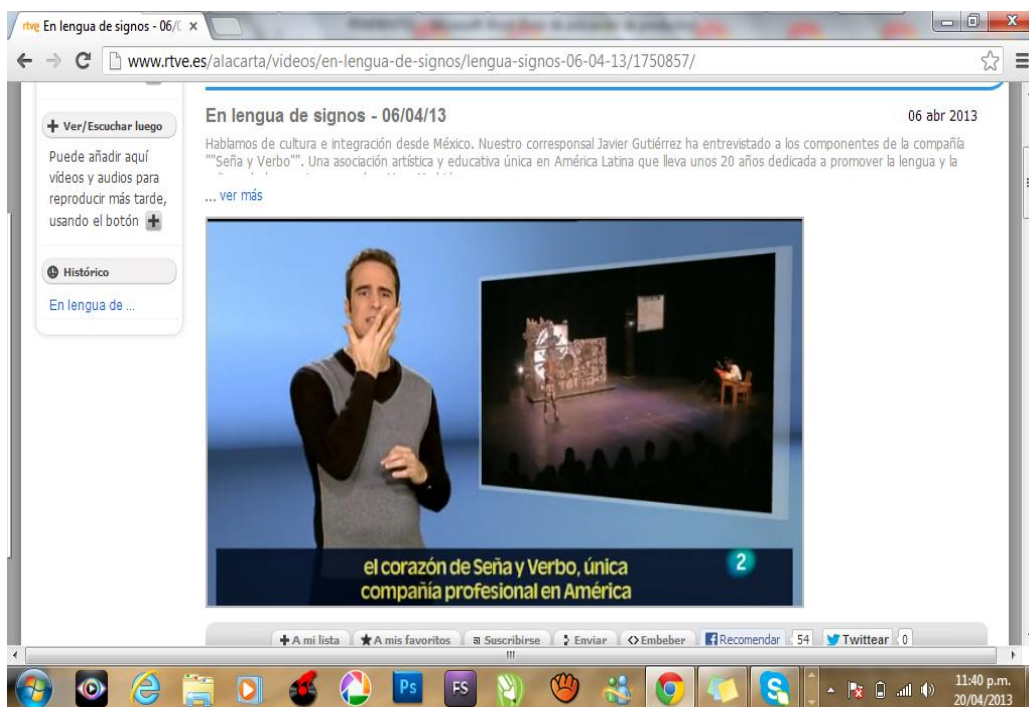 rtve En lengua de signos - 06/0
www.rtve.es/alacarta/videos/en-lengua-de-signos/lengua-signos-06-04-13/1750857/
Ver/Escuchar luego
Puede añadir aquí
vídeos y audios para
reproducir más tarde,
usando el botón
Histórico
En lengua de ...
En lengua de signos - 06/04/13
06 abr 2013
Hablamos de cultura e integración desde México. Nuestro corresponsal Javier Gutiérrez ha entrevistado a los componentes de la compañía
""Seña y Verbo"". Una asociación artística y educativa única en América Latina que lleva unos 20 años dedicada a promover la lengua y la
... ver más
el corazón de Seña y Verbo, única
compañía profesional en América
2
A mi lista A mis favoritos Suscribirse Enviar Embeber Recomendar 54 Twittear 0
Ps FS
11:40 p.m.
20/04/2013